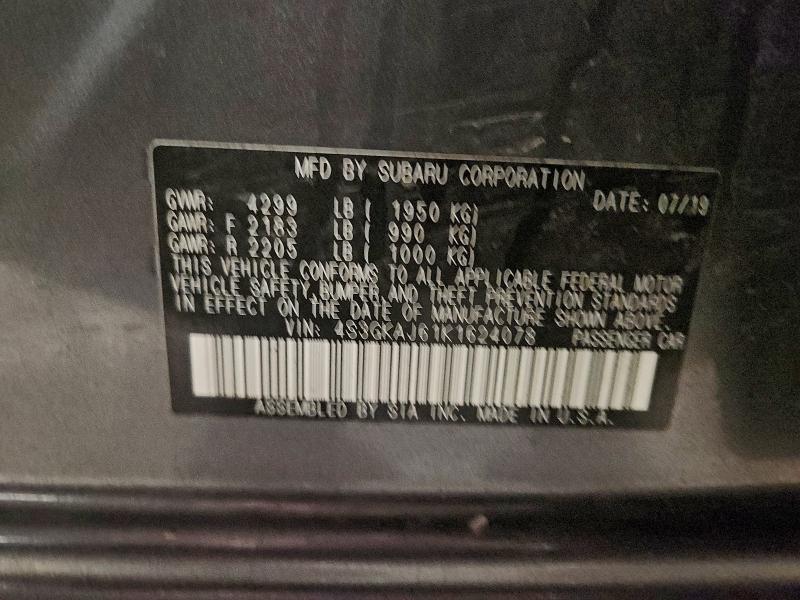 MFD BY SUBARU CORPORATION
DATE: 07/19
GVWR: 4299 LB( 1950 KG)
GAWR: F 2183 LB( 990 KG)
GAWR: R 2205 LB( 1000 KG)
THIS VEHICLE CONFORMS TO ALL APPLICABLE FEDERAL MOTOR
VEHICLE SAFETY, BUMPER, AND THEFT PREVENTION STANDARDS
IN EFFECT ON THE DATE OF MANUFACTURE SHOWN ABOVE.
VIN: 4S3GKAJ61K1624078 PASSENGER CAR
ASSEMBLED BY SIA INC. MADE IN U.S.A.